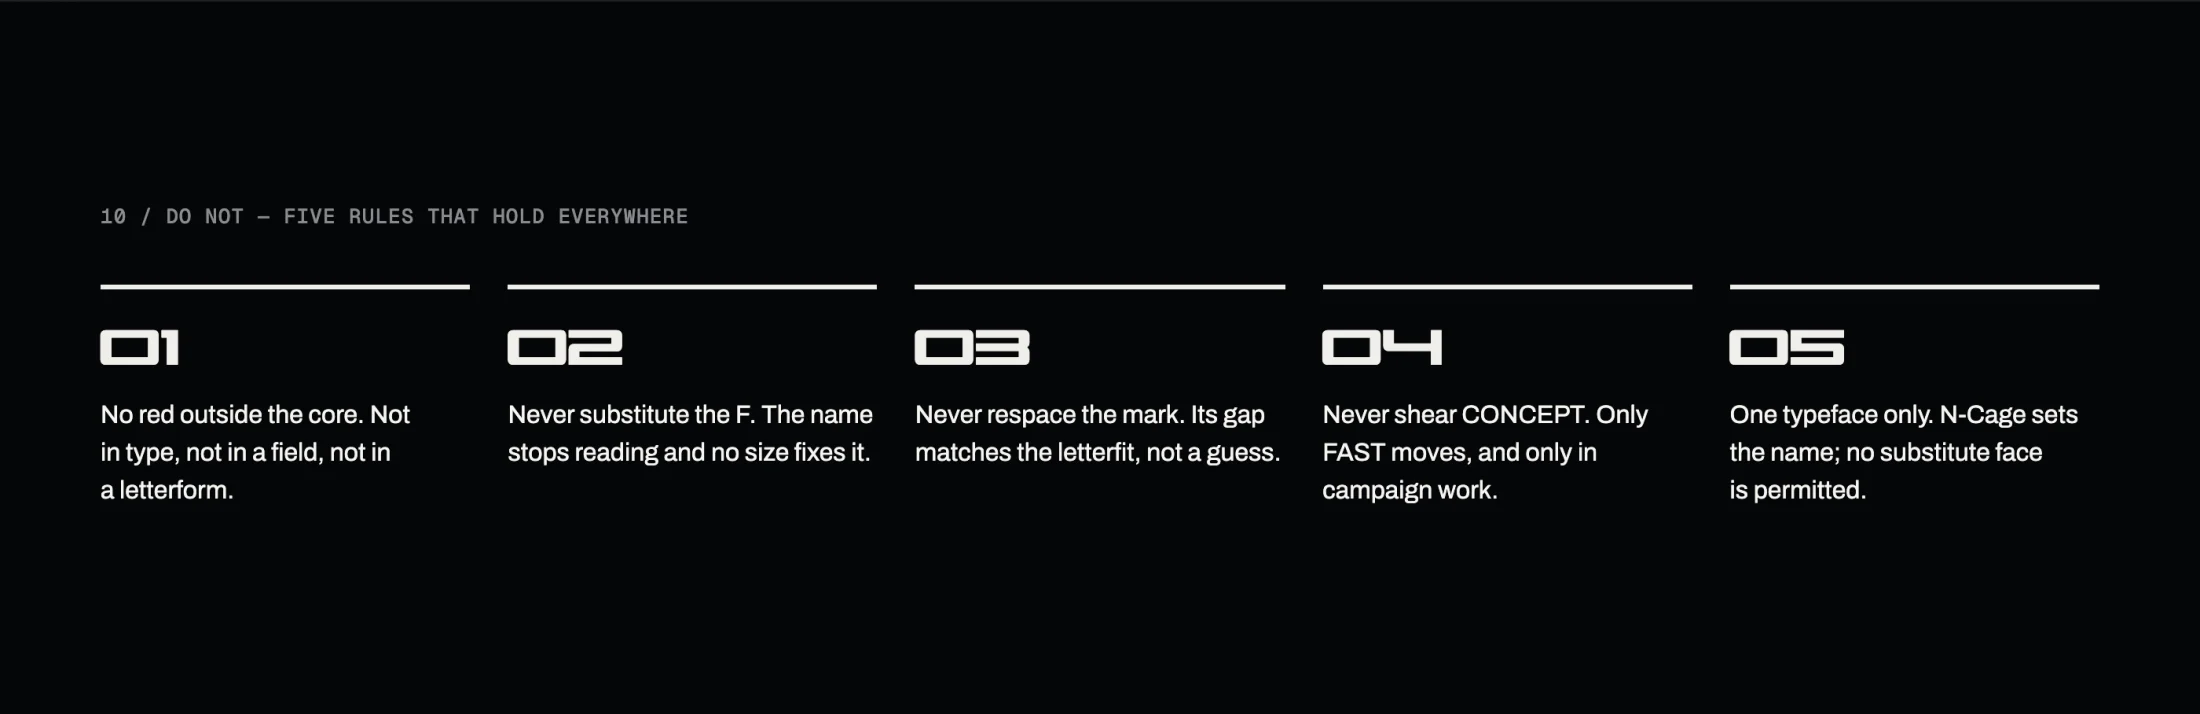 10 / DO NOT — FIVE RULES THAT HOLD EVERYWHERE
01
No red outside the core. Not
in type, not in a field, not in
a letterform.
02
Never substitute the F. The name
stops reading and no size fixes it.
03
Never respace the mark. Its gap
matches the letterfit, not a guess.
04
Never shear CONCEPT. Only
FAST moves, and only in
campaign work.
05
One typeface only. N-Cage sets
the name; no substitute face
is permitted.